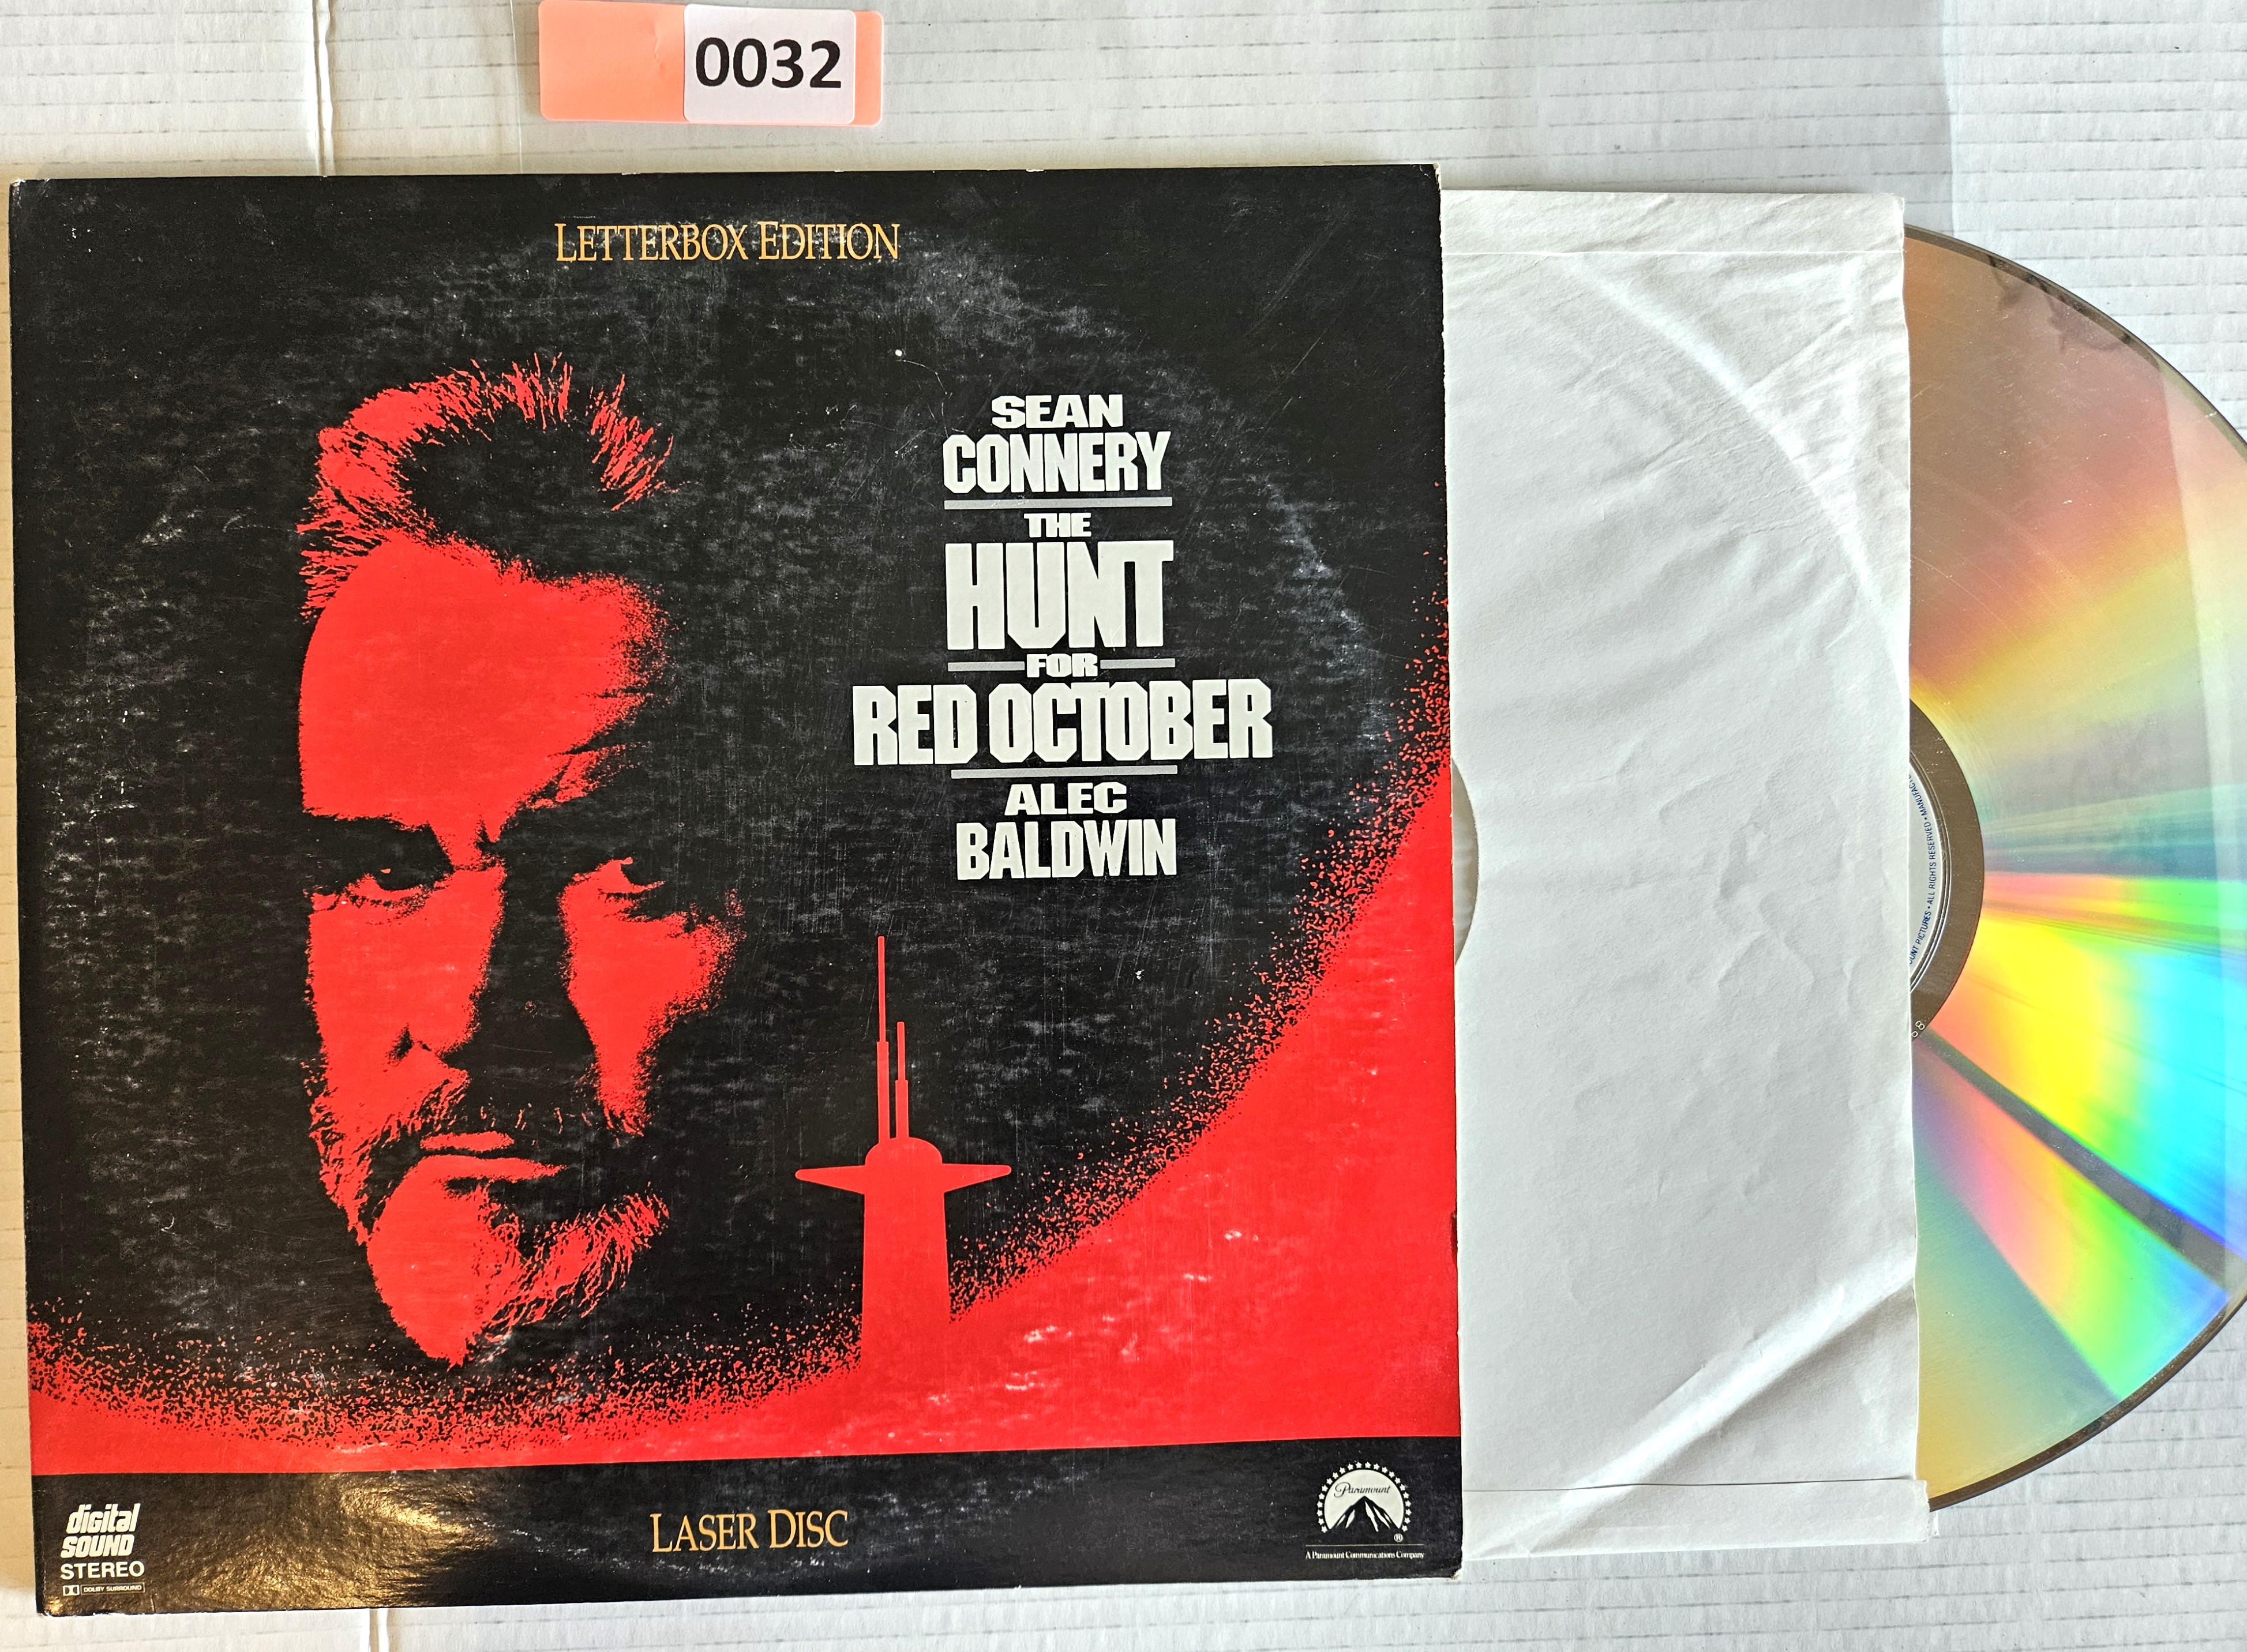 0032
LETTERBOX EDITION
SEAN
CONNERY
THE
HUNT
FOR
RED OCTOBER
ALEC
BALDWIN
digital
SOUND
STEREO
DOLBY SURROUND
LASER DISC
Paramount
®
A Paramount Communications Company
PICTURES • ALL RIGHTS RESERVED •